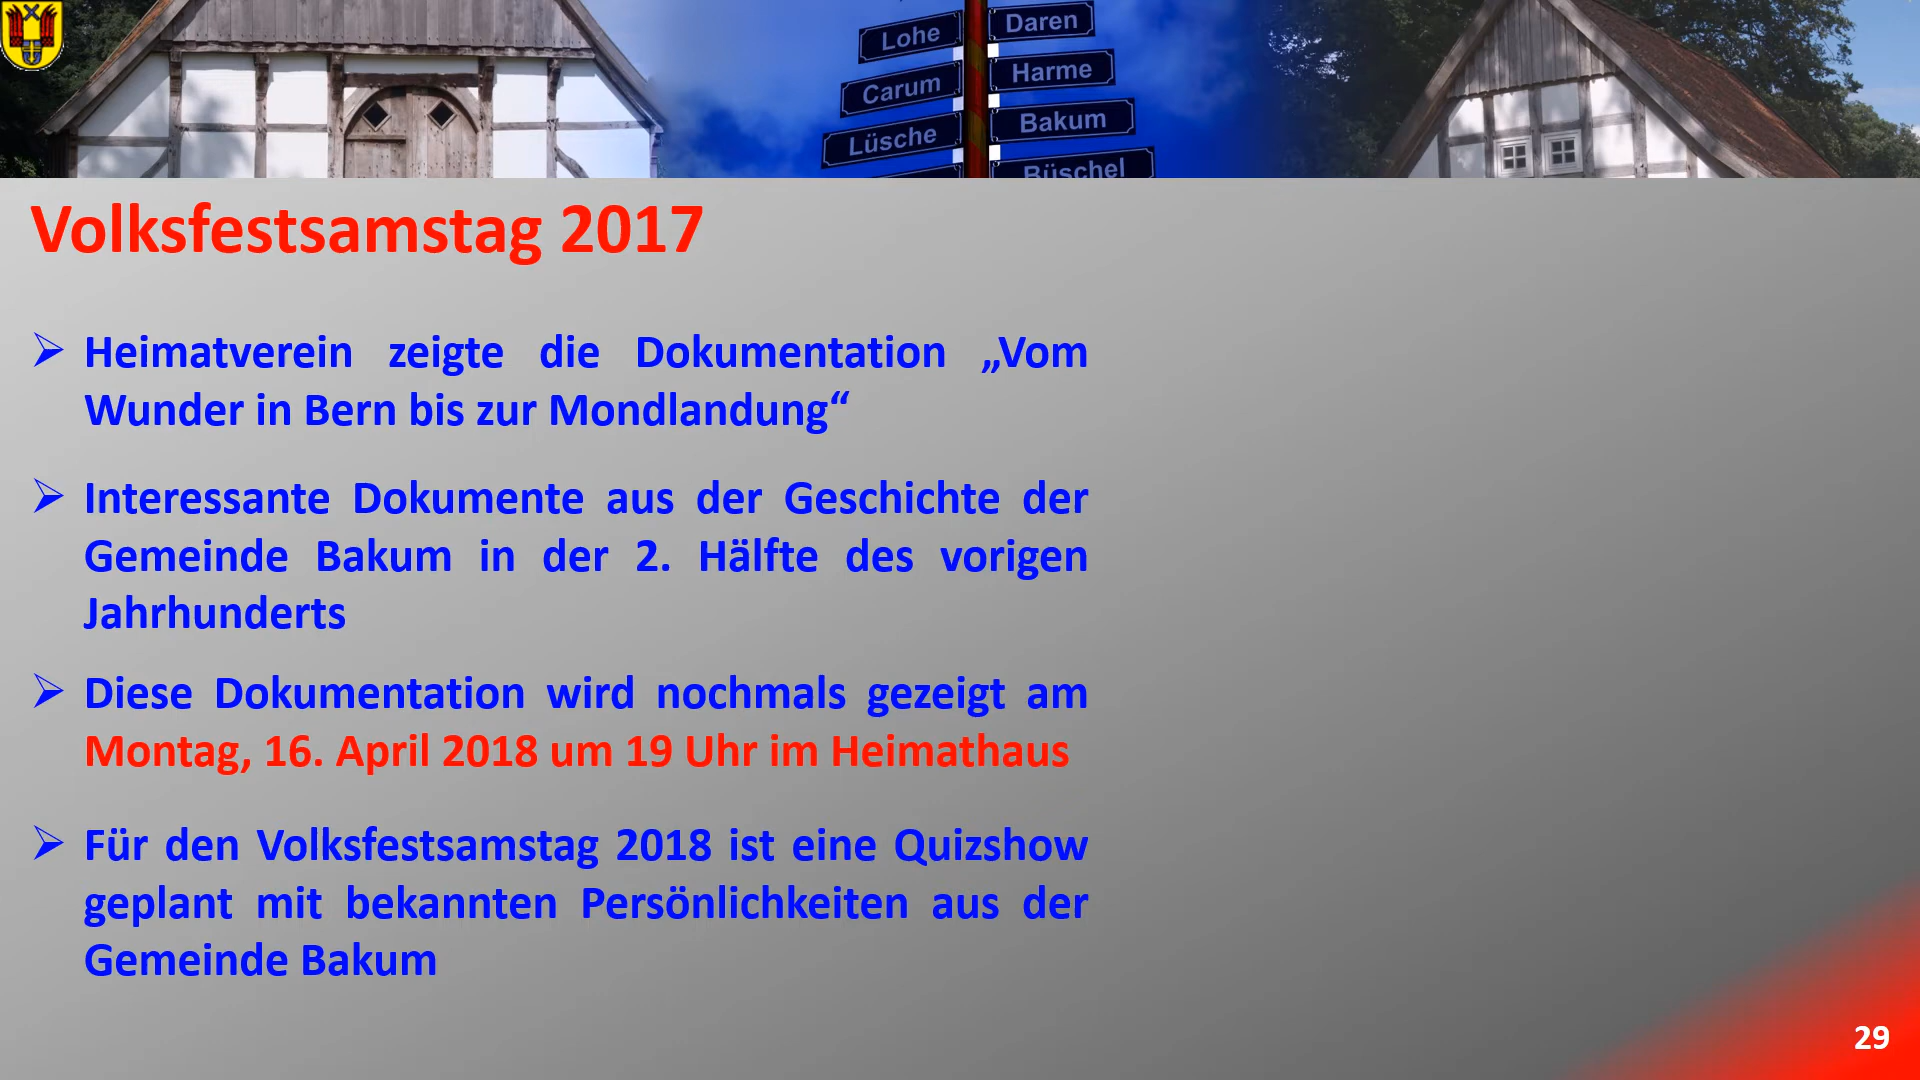 Lohe
Daren
Carum
Harme
Lüsche
Bakum
Büschel
Volksfestsamstag 2017
Heimatverein zeigte die Dokumentation „Vom
Wunder in Bern bis zur Mondlandung“
Interessante Dokumente aus der Geschichte der
Gemeinde Bakum in der 2. Hälfte des vorigen
Jahrhunderts
Diese Dokumentation wird nochmals gezeigt am
Montag, 16. April 2018 um 19 Uhr im Heimathaus
Für den Volksfestsamstag 2018 ist eine Quizshow
geplant mit bekannten Persönlichkeiten aus der
Gemeinde Bakum
29